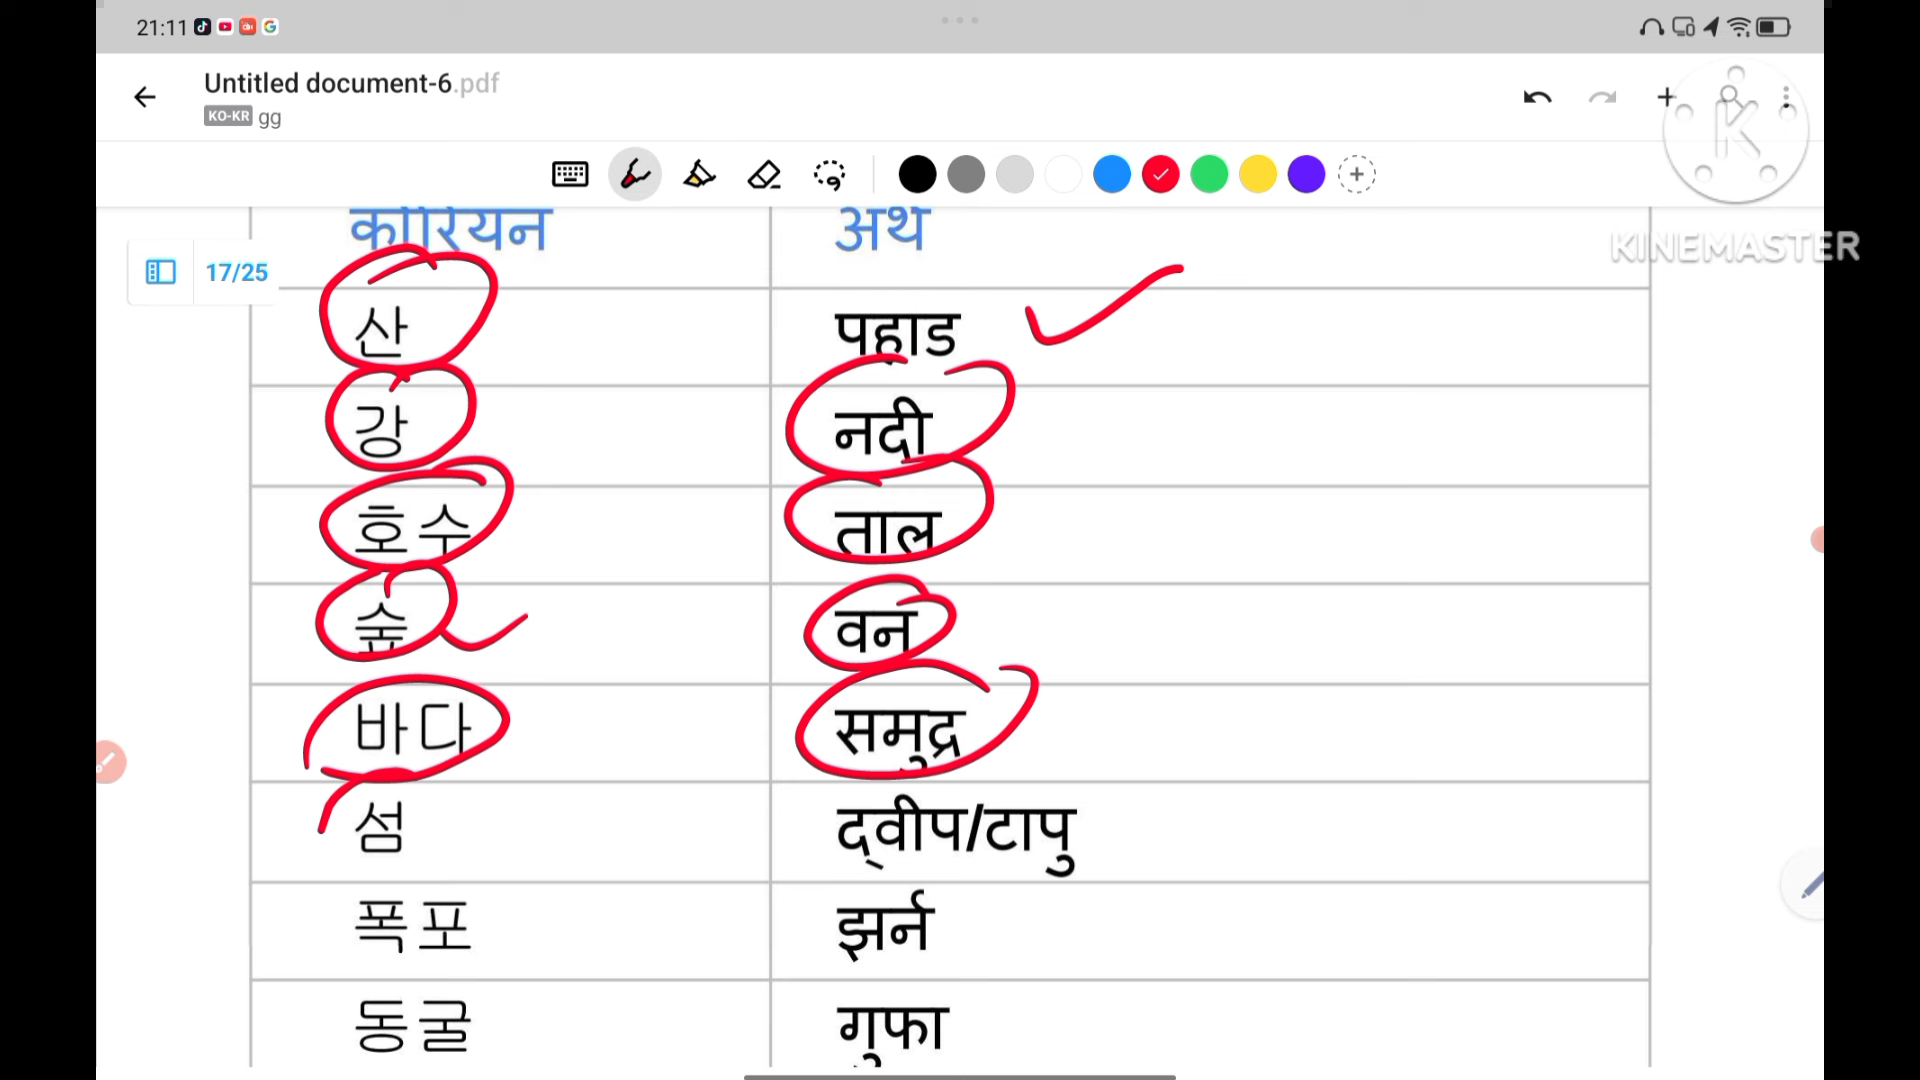 21:11
Untitled document-6.pdf
KO-KR gg
KINEMASTER
17/25
कोरियन अर्थ
산 पहाड
강 नदी
호수 ताल
숲 वन
바다 समुद्र
섬 द्वीप/टापु
폭포 झर्न
동굴 गुफा